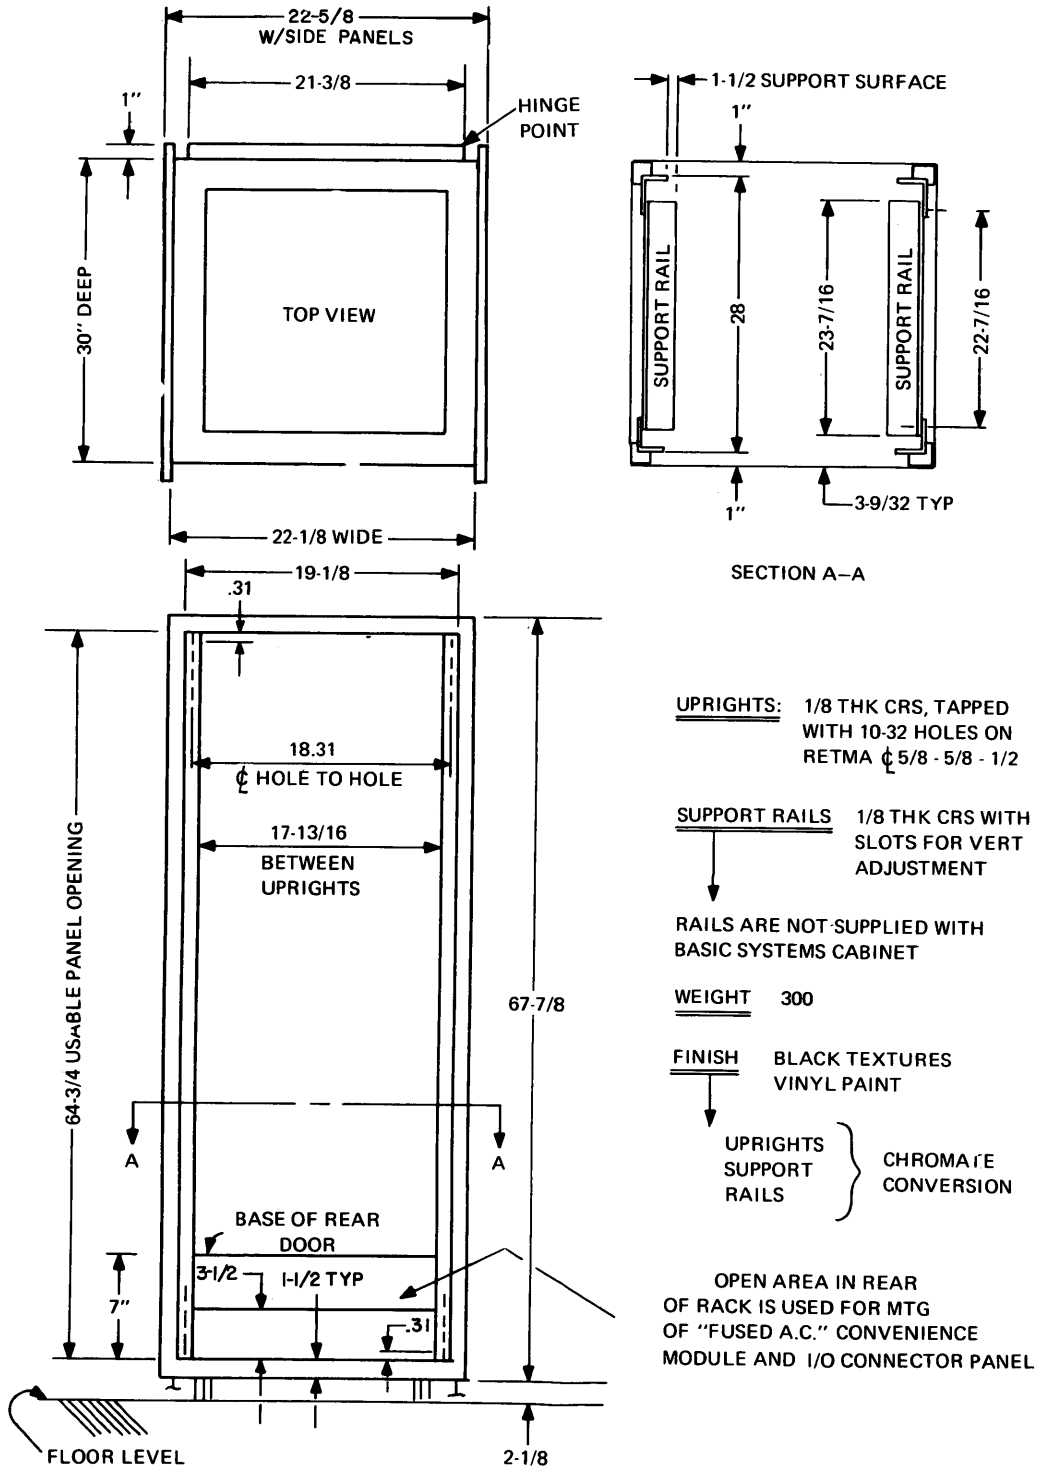 22-5/8
W/SIDE PANELS
21-3/8
1"
HINGE
POINT
30" DEEP
TOP VIEW
22-1/8 WIDE
1-1/2 SUPPORT SURFACE
1"
SUPPORT RAIL
28
23-7/16
SUPPORT RAIL
22-7/16
1"
3-9/32 TYP
SECTION A-A
19-1/8
.31
18.31
℄ HOLE TO HOLE
17-13/16
BETWEEN
UPRIGHTS
64-3/4 USABLE PANEL OPENING
67-7/8
A
A
BASE OF REAR
DOOR
3-1/2
1-1/2 TYP
7"
.31
FLOOR LEVEL
2-1/8
UPRIGHTS: 1/8 THK CRS, TAPPED
WITH 10-32 HOLES ON
RETMA ℄ 5/8 - 5/8 - 1/2
SUPPORT RAILS 1/8 THK CRS WITH
SLOTS FOR VERT
ADJUSTMENT
RAILS ARE NOT SUPPLIED WITH
BASIC SYSTEMS CABINET
WEIGHT 300
FINISH BLACK TEXTURES
VINYL PAINT
UPRIGHTS
SUPPORT
RAILS
CHROMATE
CONVERSION
OPEN AREA IN REAR
OF RACK IS USED FOR MTG
OF "FUSED A.C." CONVENIENCE
MODULE AND I/O CONNECTOR PANEL